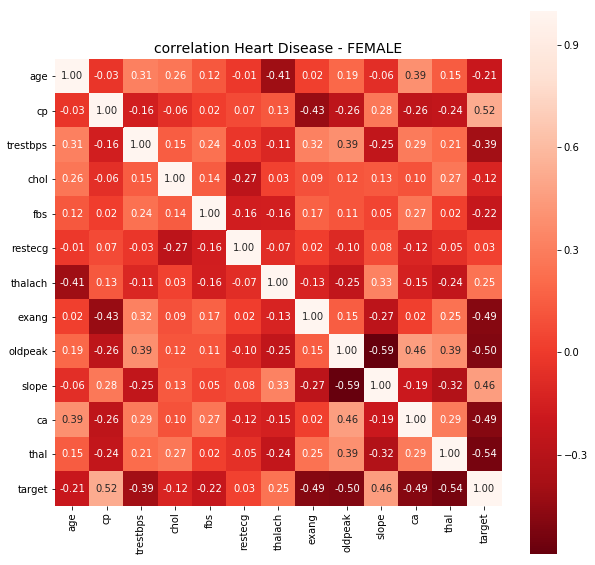 correlation Heart Disease - FEMALE
age 1.00 -0.03 0.31 0.26 0.12 -0.01 -0.41 0.02 0.19 -0.06 0.39 0.15 -0.21
cp -0.03 1.00 -0.16 -0.06 0.02 0.07 0.13 -0.43 -0.26 0.28 -0.26 -0.24 0.52
trestbps 0.31 -0.16 1.00 0.15 0.24 -0.03 -0.11 0.32 0.39 -0.25 0.29 0.21 -0.39
chol 0.26 -0.06 0.15 1.00 0.14 -0.27 0.03 0.09 0.12 0.13 0.10 0.27 -0.12
fbs 0.12 0.02 0.24 0.14 1.00 -0.16 -0.16 0.17 0.11 0.05 0.27 0.02 -0.22
restecg -0.01 0.07 -0.03 -0.27 -0.16 1.00 -0.07 0.02 -0.10 0.08 -0.12 -0.05 0.03
thalach -0.41 0.13 -0.11 0.03 -0.16 -0.07 1.00 -0.13 -0.25 0.33 -0.15 -0.24 0.25
exang 0.02 -0.43 0.32 0.09 0.17 0.02 -0.13 1.00 0.15 -0.27 0.02 0.25 -0.49
oldpeak 0.19 -0.26 0.39 0.12 0.11 -0.10 -0.25 0.15 1.00 -0.59 0.46 0.39 -0.50
slope -0.06 0.28 -0.25 0.13 0.05 0.08 0.33 -0.27 -0.59 1.00 -0.19 -0.32 0.46
ca 0.39 -0.26 0.29 0.10 0.27 -0.12 -0.15 0.02 0.46 -0.19 1.00 0.29 -0.49
thal 0.15 -0.24 0.21 0.27 0.02 -0.05 -0.24 0.25 0.39 -0.32 0.29 1.00 -0.54
target -0.21 0.52 -0.39 -0.12 -0.22 0.03 0.25 -0.49 -0.50 0.46 -0.49 -0.54 1.00
age cp trestbps chol fbs restecg thalach exang oldpeak slope ca thal target
0.9
0.6
0.3
0.0
−0.3